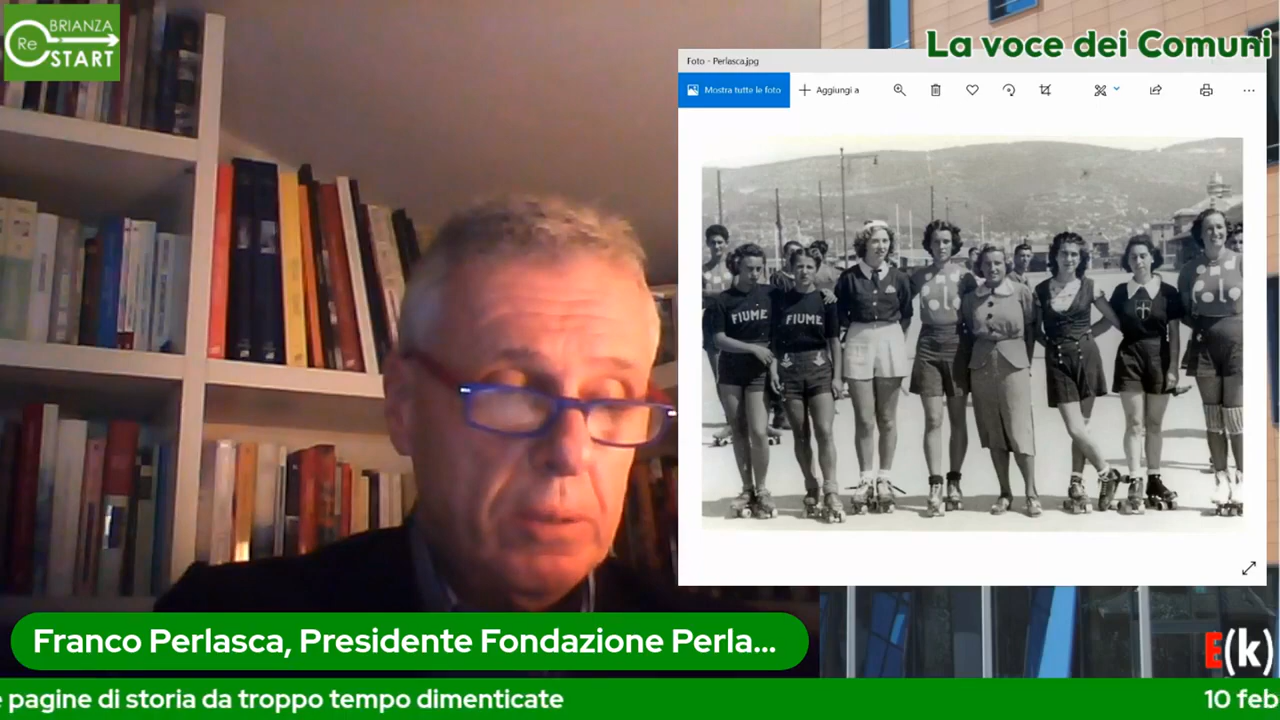 BRIANZA
Re
START
La voce dei Comuni
Foto - Perlasca.jpg
Mostra tutte le foto
Aggiungi a
FIUME
FIUME
Franco Perlasca, Presidente Fondazione Perla...
E(k)
e pagine di storia da troppo tempo dimenticate
10 feb